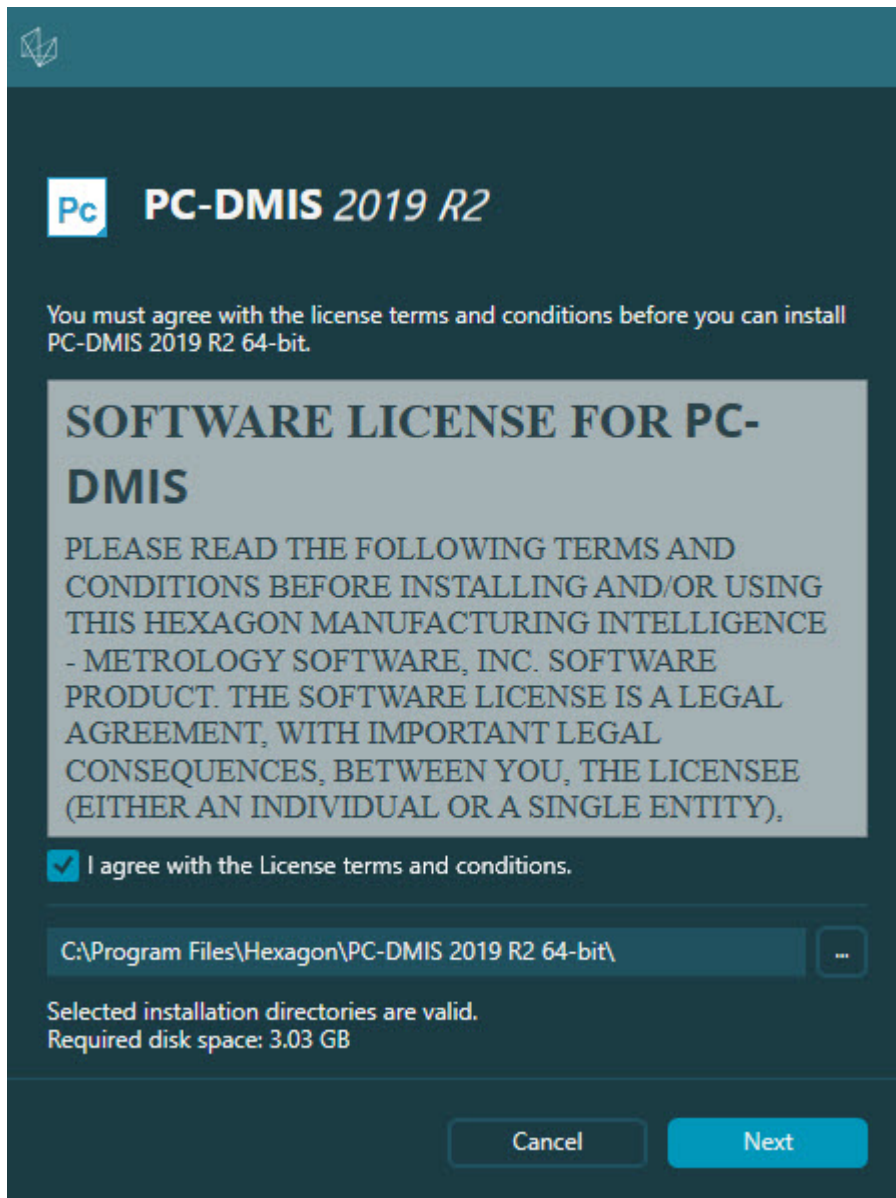 Pc
PC-DMIS 2019 R2
You must agree with the license terms and conditions before you can install
PC-DMIS 2019 R2 64-bit.
SOFTWARE LICENSE FOR PC-
DMIS
PLEASE READ THE FOLLOWING TERMS AND
CONDITIONS BEFORE INSTALLING AND/OR USING
THIS HEXAGON MANUFACTURING INTELLIGENCE
- METROLOGY SOFTWARE, INC. SOFTWARE
PRODUCT. THE SOFTWARE LICENSE IS A LEGAL
AGREEMENT, WITH IMPORTANT LEGAL
CONSEQUENCES, BETWEEN YOU, THE LICENSEE
(EITHER AN INDIVIDUAL OR A SINGLE ENTITY),
I agree with the License terms and conditions.
C:\Program Files\Hexagon\PC-DMIS 2019 R2 64-bit\
...
Selected installation directories are valid.
Required disk space: 3.03 GB
Cancel
Next